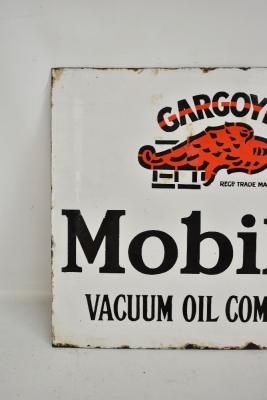 GARGOY
REGD TRADE MA
Mobil
VACUUM OIL COM